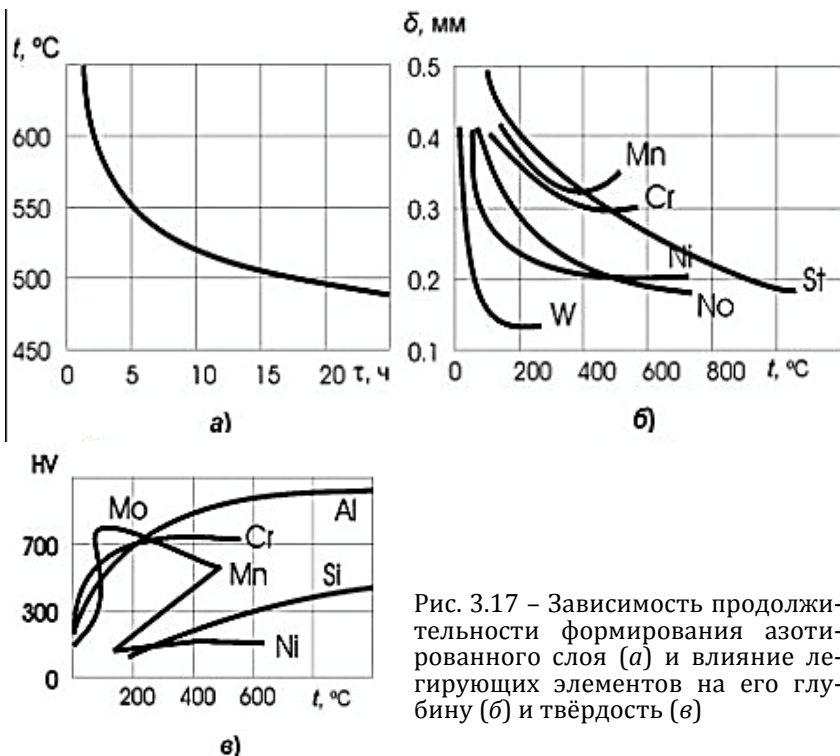 t, °C
600
550
500
450
0 5 10 15 20 τ, ч
а)
δ, мм
0.5
0.4
0.3
0.2
0.1
Mn
Cr
Ni
No
W
St
0 200 400 600 800 t, °C
б)
HV
700
300
0
Mo
Al
Cr
Mn
Si
Ni
200 400 600 t, °C
в)
Рис. 3.17 – Зависимость продолжи-
тельности формирования азоти-
рованного слоя (а) и влияние ле-
гирующих элементов на его глу-
бину (б) и твёрдость (в)